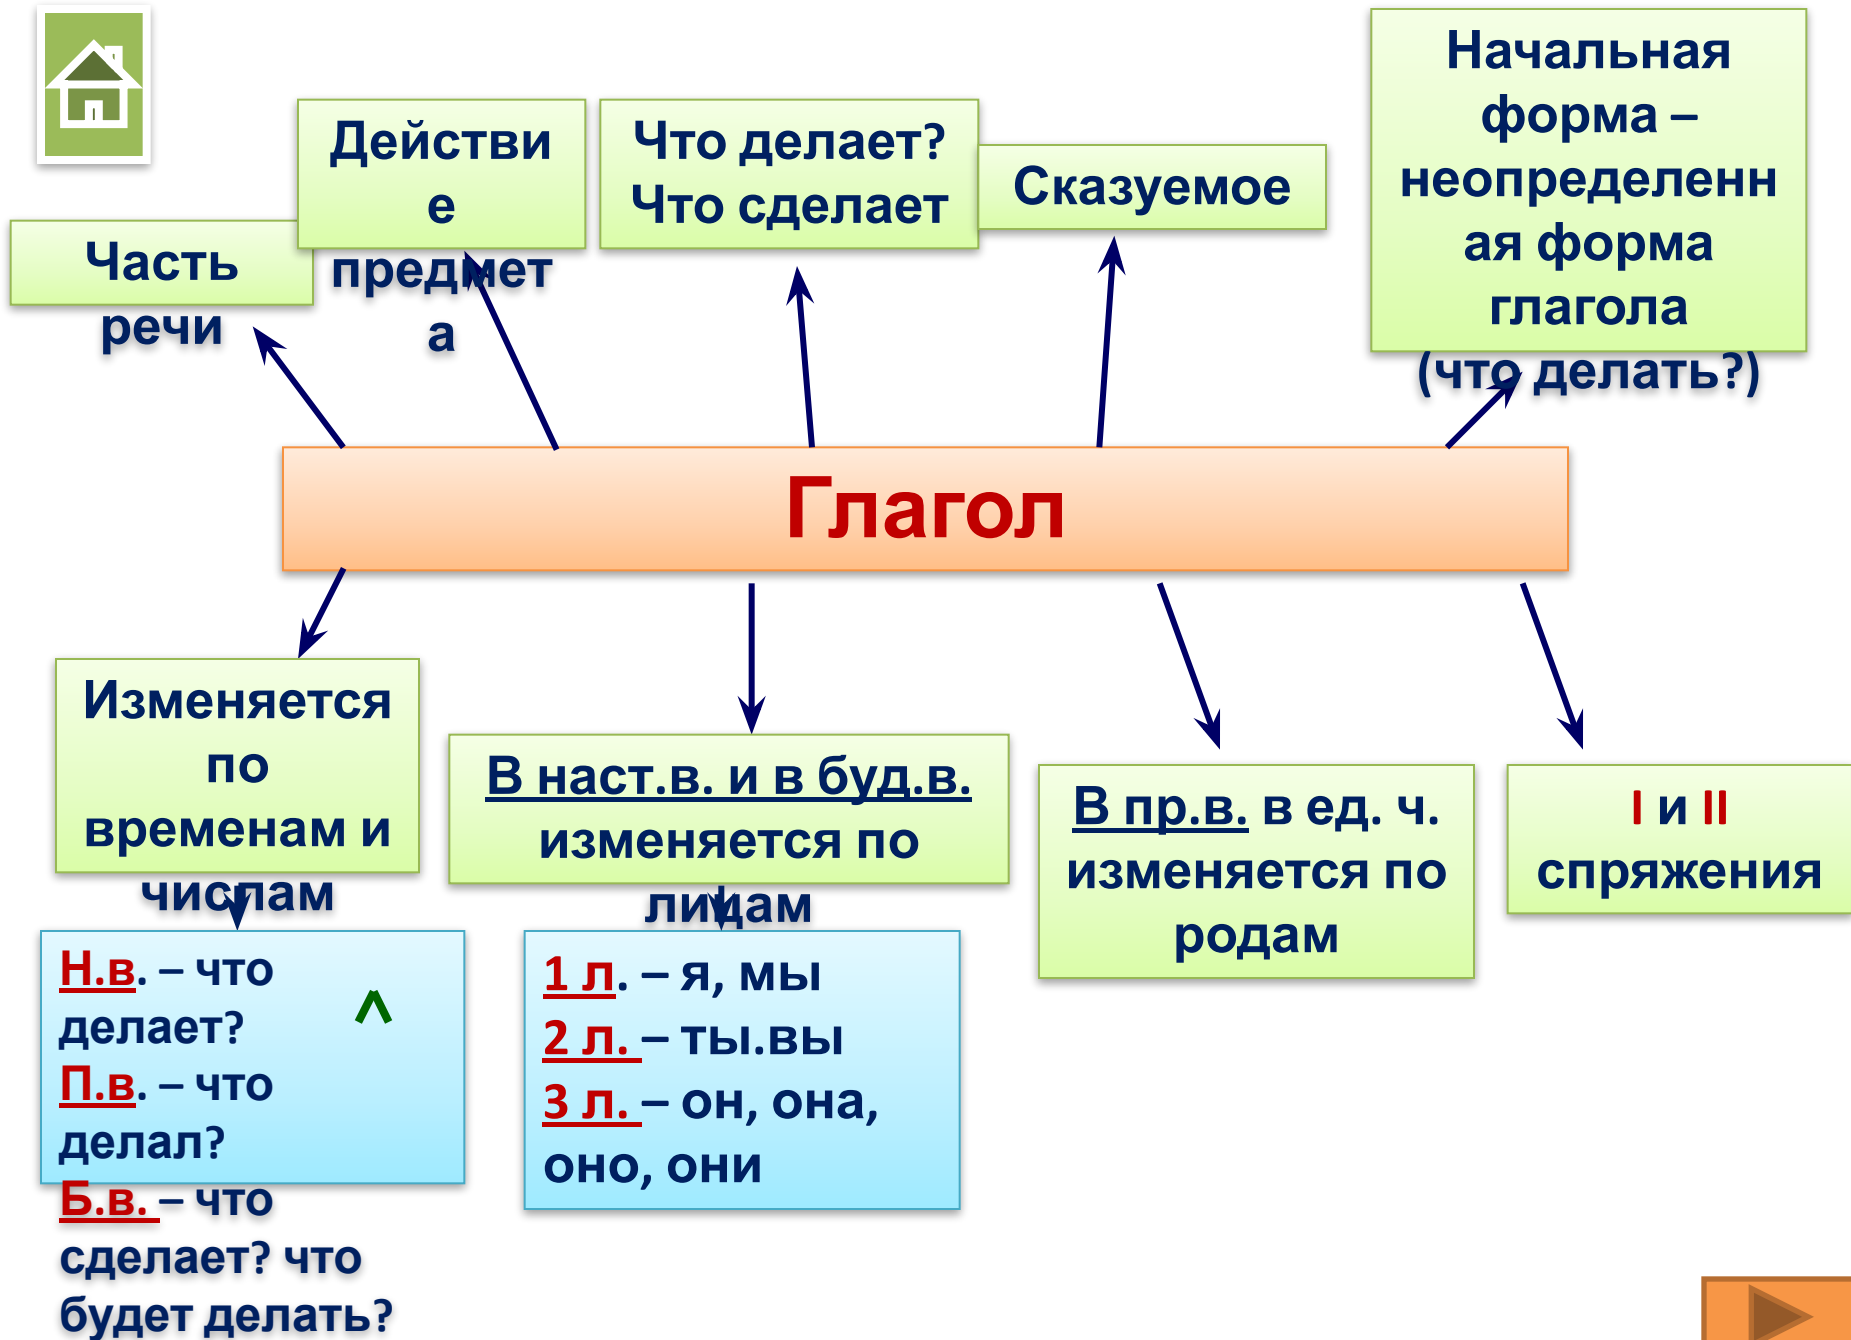 Часть
речи
Действи
е
предмет
а
Что делает?
Что сделает
Сказуемое
Начальная
форма –
неопределенн
ая форма
глагола
(что делать?)
Глагол
Изменяется
по
временам и
числам
В наст.в. и в буд.в.
изменяется по
лицам
В пр.в. в ед. ч.
изменяется по
родам
I и II
спряжения
Н.в. – что
делает?
П.в. – что
делал?
Б.в. – что
сделает? что
будет делать?
1 л. – я, мы
2 л. – ты.вы
3 л. – он, она,
оно, они